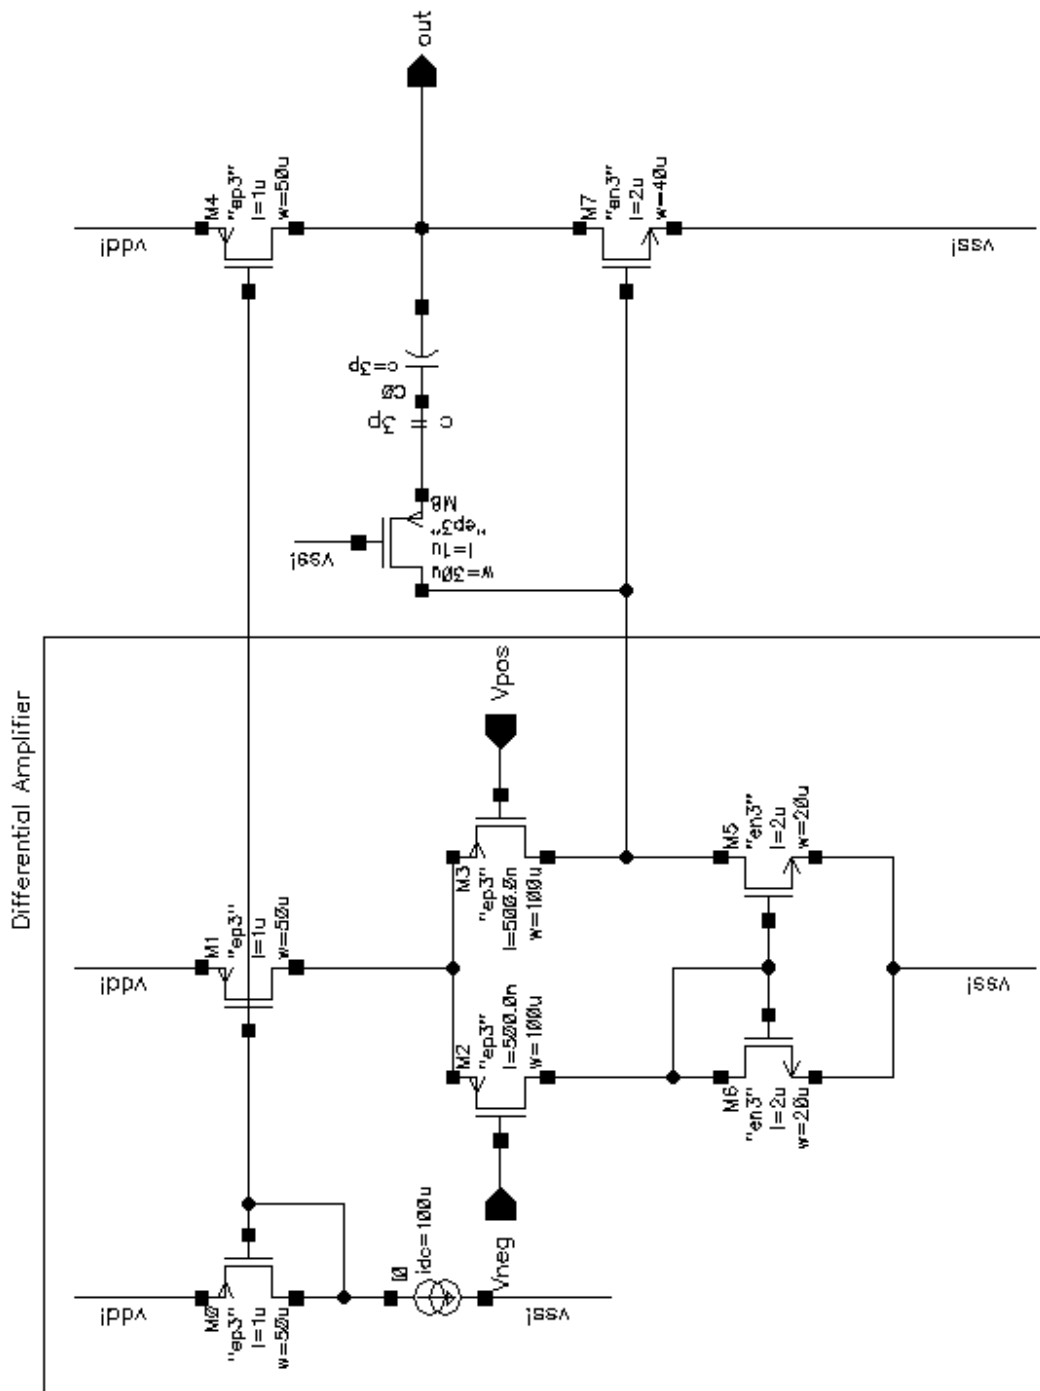 Differential Amplifier
vdd!
M0
"ep3"
l=1u
w=50u
idc=100u
vss!
vdd!
M1
"ep3"
l=1u
w=50u
Vneg
M2
"ep3"
l=500.0n
w=100u
M3
"ep3"
l=500.0n
w=100u
Vpos
M6
"en3"
l=2u
w=20u
M5
"en3"
l=2u
w=20u
vss!
vss!
M8
"ep3"
l=1u
w=30u
c
3p
C0
c=3p
vdd!
M4
"ep3"
l=1u
w=50u
out
M7
"en3"
l=2u
w=40u
vss!